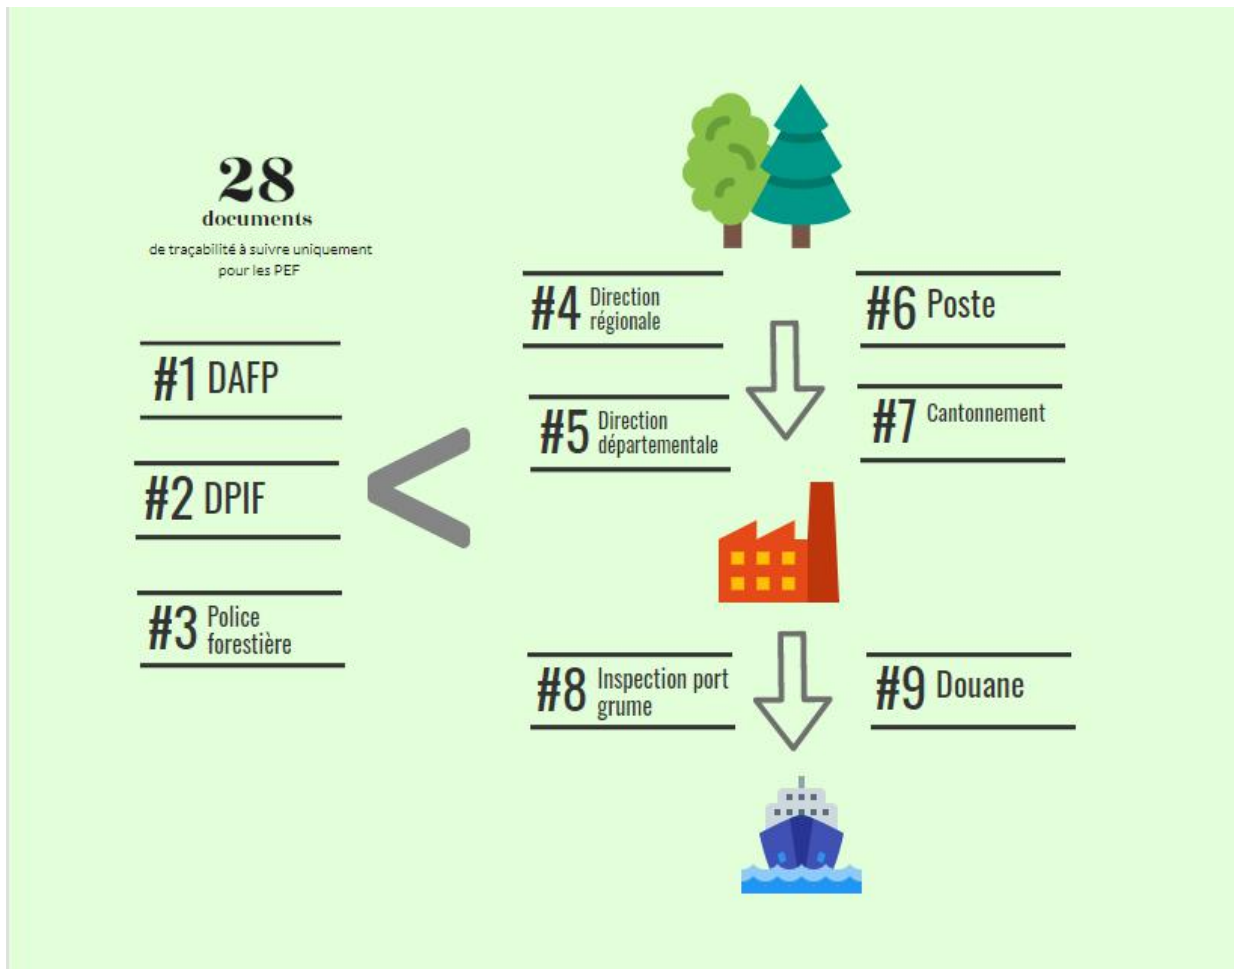 28
documents
de traçabilité à suivre uniquement
pour les PEF
#1 DAFP
#2 DPIF
#3 Police
forestière
#4 Direction
régionale
#5 Direction
départementale
#6 Poste
#7 Cantonnement
#8 Inspection port
grume
#9 Douane